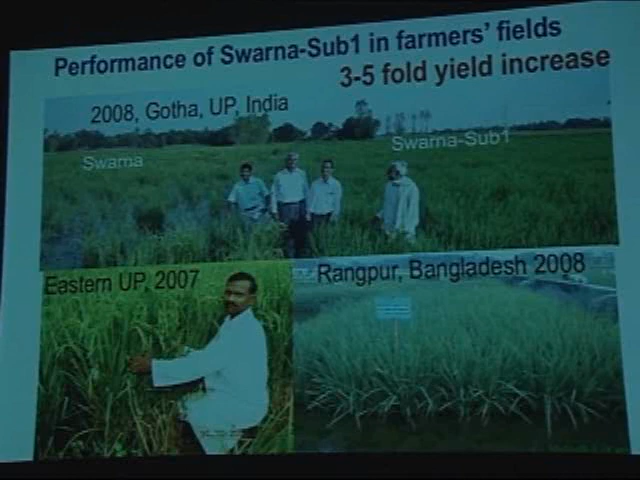 Performance of Swarna-Sub1 in farmers' fields
3-5 fold yield increase
2008, Gotha, UP, India
Swarna
Swarna-Sub1
Eastern UP, 2007
Rangpur, Bangladesh 2008